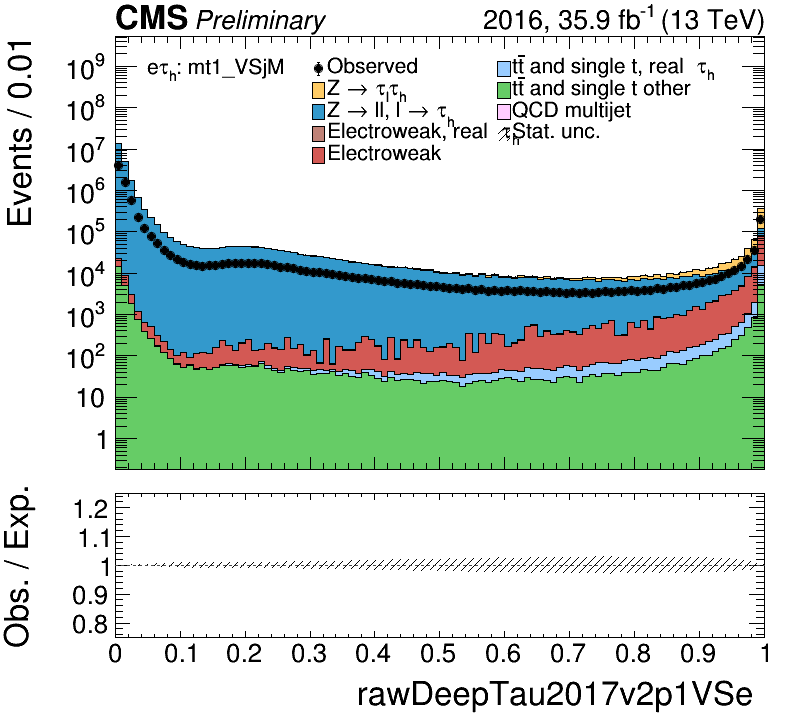 CMS Preliminary 2016, 35.9 fb⁻¹ (13 TeV)
Events / 0.01
10⁹
10⁸
10⁷
10⁶
10⁵
10⁴
10³
10²
10
1
eτₕ: mt1_VSjM
Observed
Z → τₗτₕ
Z → ll, l → τₕ
Electroweak, real τₕ
Electroweak
tt̄ and single t, real τₕ
tt̄ and single t other
QCD multijet
Stat. unc.
Obs. / Exp.
1.2
1.1
1
0.9
0.8
0 0.1 0.2 0.3 0.4 0.5 0.6 0.7 0.8 0.9 1
rawDeepTau2017v2p1VSe